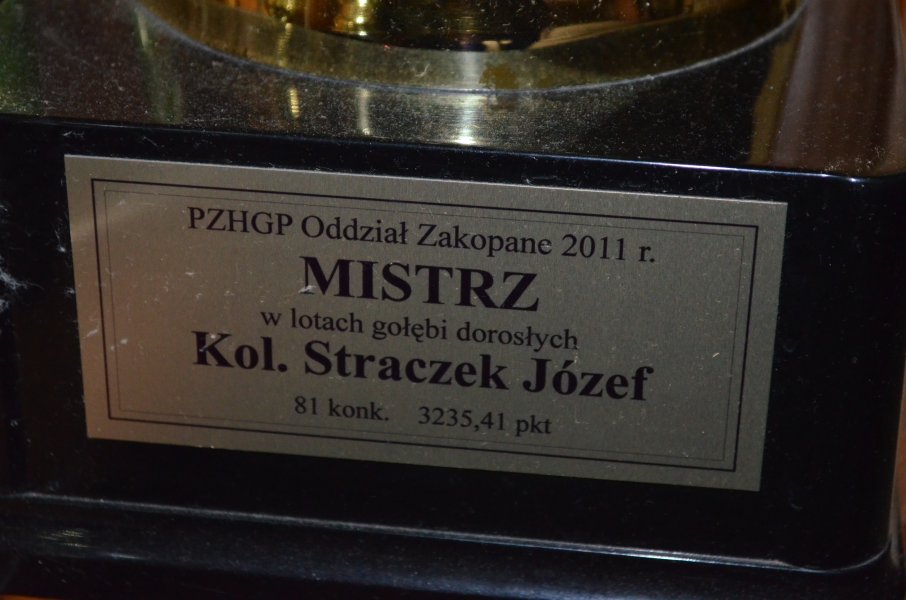 PZHGP Oddział Zakopane 2011 r.
MISTRZ
w lotach gołębi dorosłych
Kol. Straczek Józef
81 konk. 3235,41 pkt